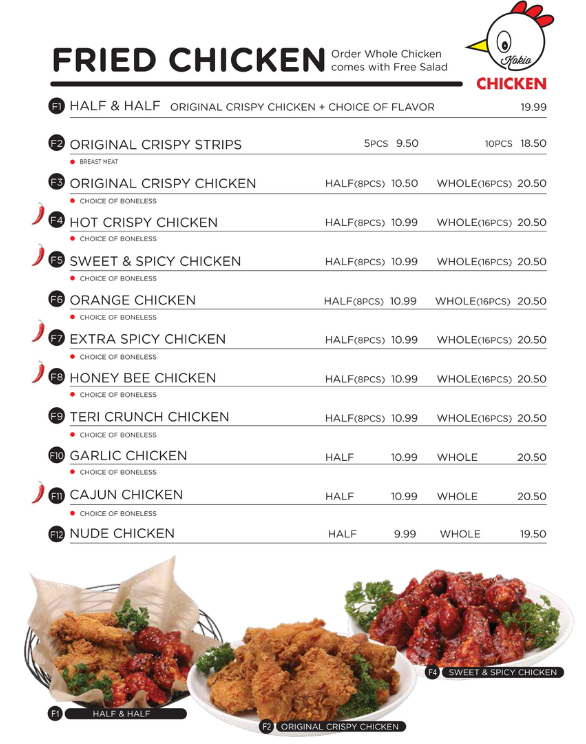 FRIED CHICKEN
Order Whole Chicken
comes with Free Salad
Kokio
CHICKEN
F1 HALF & HALF ORIGINAL CRISPY CHICKEN + CHOICE OF FLAVOR 19.99
F2 ORIGINAL CRISPY STRIPS 5PCS 9.50 10PCS 18.50
• BREAST MEAT
F3 ORIGINAL CRISPY CHICKEN HALF(8PCS) 10.50 WHOLE(16PCS) 20.50
• CHOICE OF BONELESS
F4 HOT CRISPY CHICKEN HALF(8PCS) 10.99 WHOLE(16PCS) 20.50
• CHOICE OF BONELESS
F5 SWEET & SPICY CHICKEN HALF(8PCS) 10.99 WHOLE(16PCS) 20.50
• CHOICE OF BONELESS
F6 ORANGE CHICKEN HALF(8PCS) 10.99 WHOLE(16PCS) 20.50
• CHOICE OF BONELESS
F7 EXTRA SPICY CHICKEN HALF(8PCS) 10.99 WHOLE(16PCS) 20.50
• CHOICE OF BONELESS
F8 HONEY BEE CHICKEN HALF(8PCS) 10.99 WHOLE(16PCS) 20.50
• CHOICE OF BONELESS
F9 TERI CRUNCH CHICKEN HALF(8PCS) 10.99 WHOLE(16PCS) 20.50
• CHOICE OF BONELESS
F10 GARLIC CHICKEN HALF 10.99 WHOLE 20.50
• CHOICE OF BONELESS
F11 CAJUN CHICKEN HALF 10.99 WHOLE 20.50
• CHOICE OF BONELESS
F12 NUDE CHICKEN HALF 9.99 WHOLE 19.50
F4 SWEET & SPICY CHICKEN
F1 HALF & HALF
F2 ORIGINAL CRISPY CHICKEN